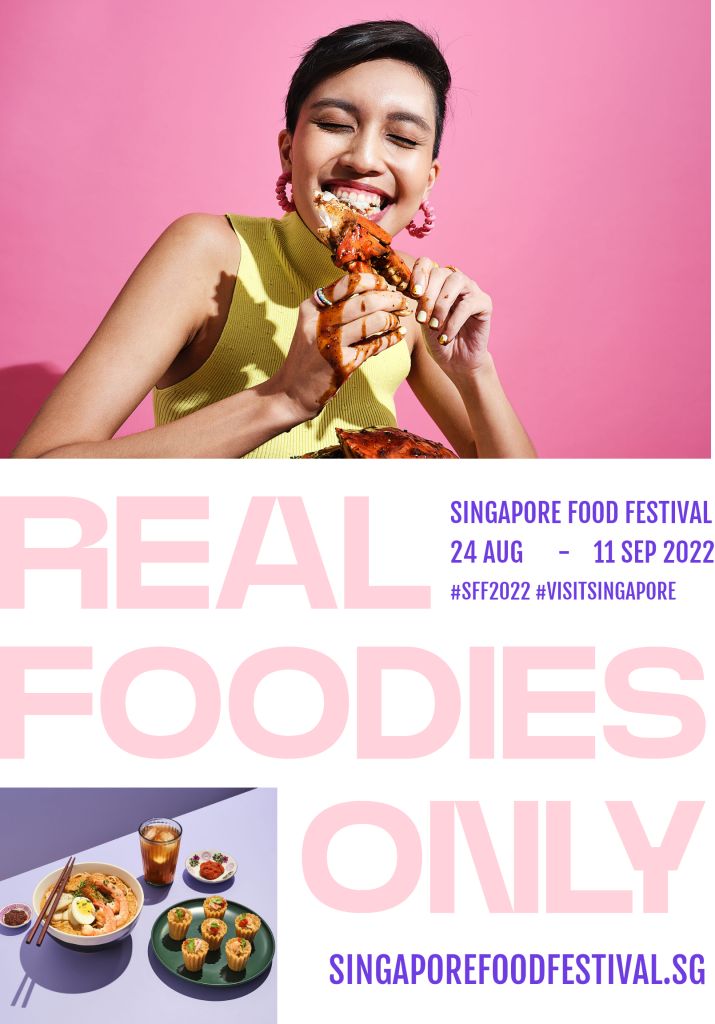 REAL
SINGAPORE FOOD FESTIVAL
24 AUG - 11 SEP 2022
#SFF2022 #VISITSINGAPORE
FOODIES
ONLY
SINGAPOREFOODFESTIVAL.SG